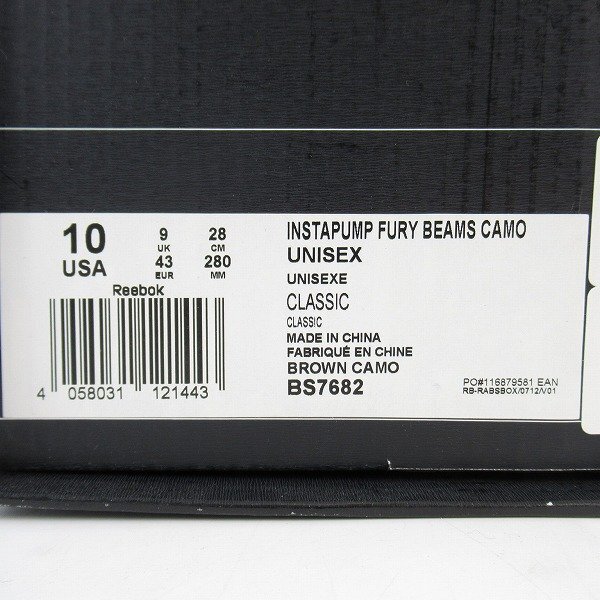 10 9 28
UK CM
USA 43 280
EUR MM
Reebok
4 058031 121443
INSTAPUMP FURY BEAMS CAMO
UNISEX
UNISEXE
CLASSIC
CLASSIC
MADE IN CHINA
FABRIQUÉ EN CHINE
BROWN CAMO
BS7682
PO#116879581 EAN
RB-RABSBOX/0712/V01